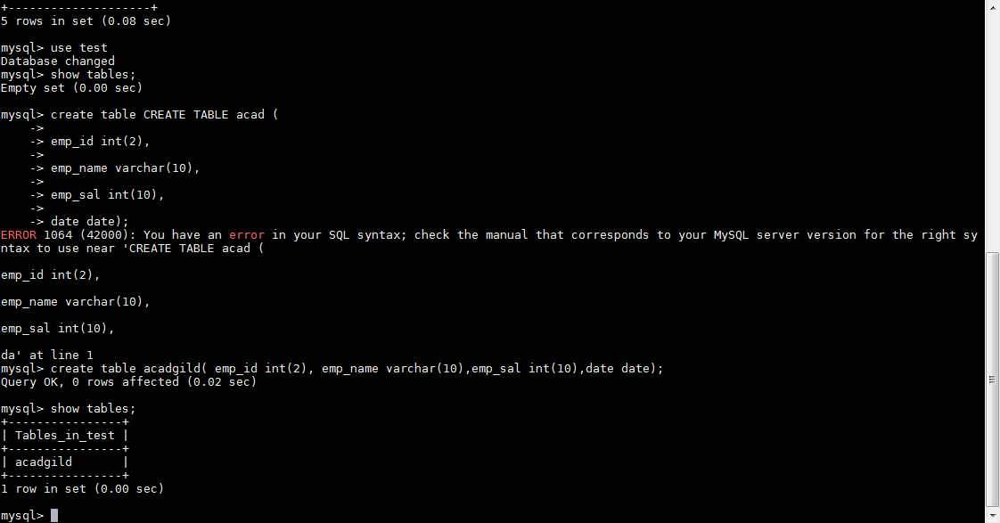 +--------------------+
5 rows in set (0.08 sec)
mysql> use test
Database changed
mysql> show tables;
Empty set (0.00 sec)
mysql> create table CREATE TABLE acad (
    ->
    -> emp_id int(2),
    ->
    -> emp_name varchar(10),
    ->
    -> emp_sal int(10),
    ->
    -> date date);
ERROR 1064 (42000): You have an error in your SQL syntax; check the manual that corresponds to your MySQL server version for the right sy
ntax to use near 'CREATE TABLE acad (
emp_id int(2),
emp_name varchar(10),
emp_sal int(10),
da' at line 1
mysql> create table acadgild( emp_id int(2), emp_name varchar(10),emp_sal int(10),date date);
Query OK, 0 rows affected (0.02 sec)
mysql> show tables;
+----------------+
| Tables_in_test |
+----------------+
| acadgild       |
+----------------+
1 row in set (0.00 sec)
mysql>